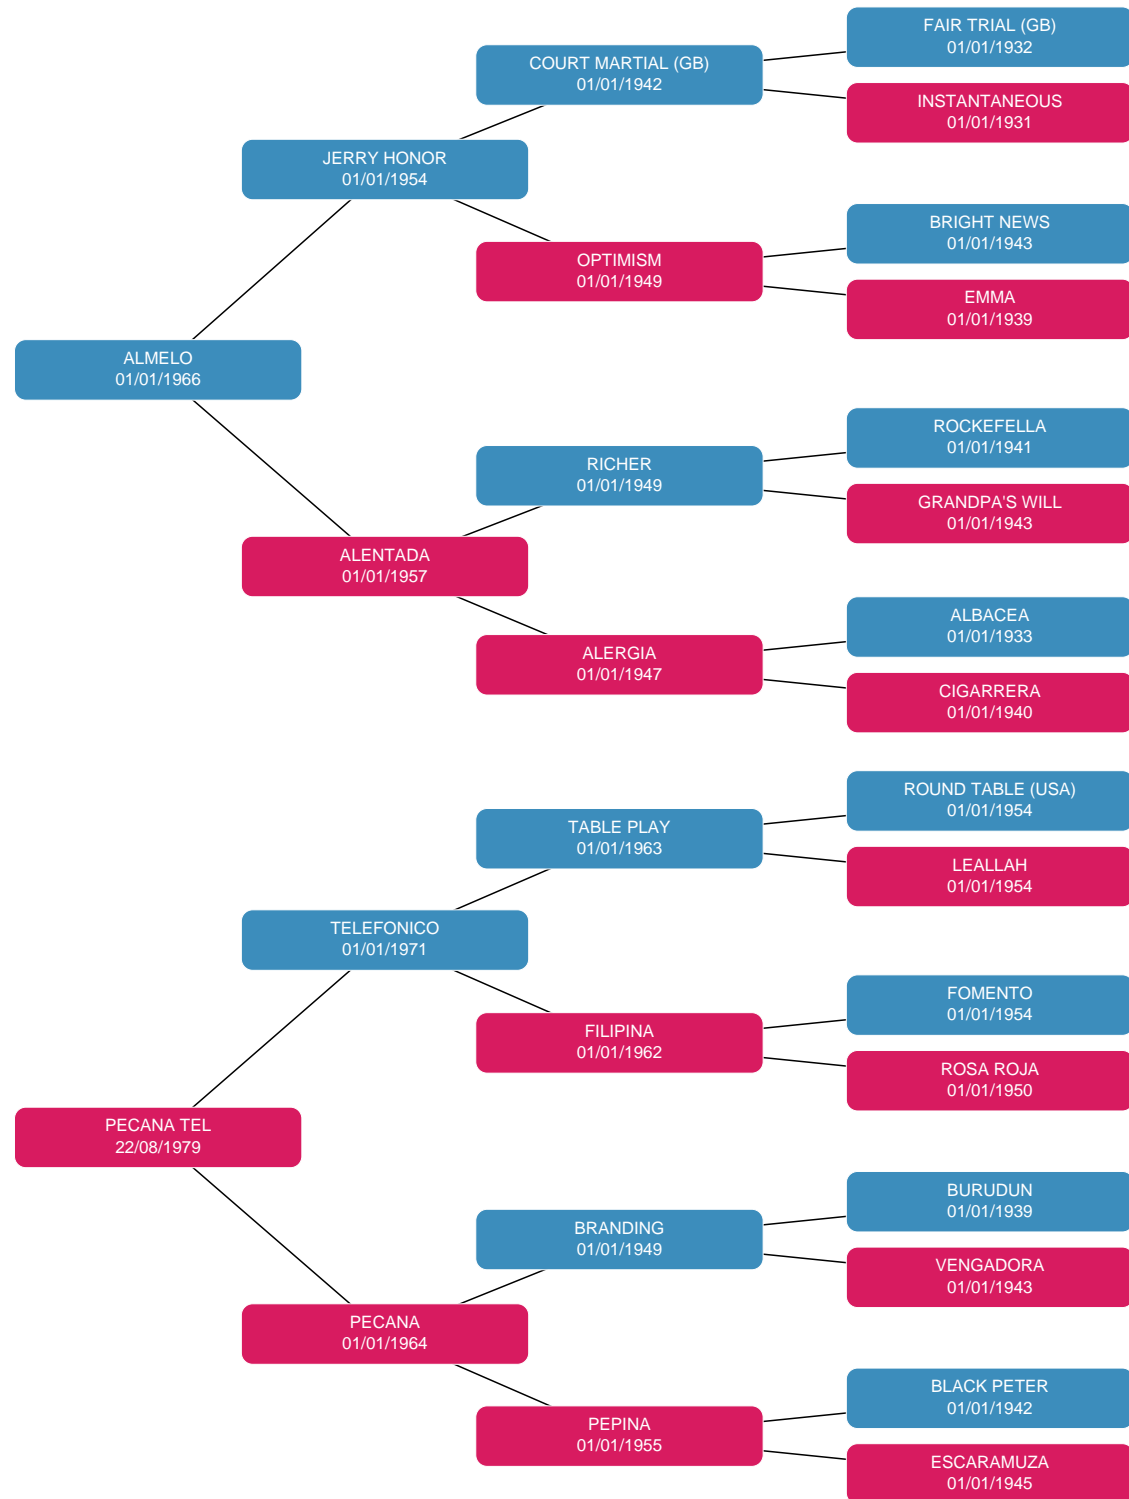 FAIR TRIAL (GB)
01/01/1932
COURT MARTIAL (GB)
01/01/1942
INSTANTANEOUS
01/01/1931
JERRY HONOR
01/01/1954
BRIGHT NEWS
01/01/1943
OPTIMISM
01/01/1949
EMMA
01/01/1939
ALMELO
01/01/1966
ROCKEFELLA
01/01/1941
RICHER
01/01/1949
GRANDPA'S WILL
01/01/1943
ALENTADA
01/01/1957
ALBACEA
01/01/1933
ALERGIA
01/01/1947
CIGARRERA
01/01/1940
ROUND TABLE (USA)
01/01/1954
TABLE PLAY
01/01/1963
LEALLAH
01/01/1954
TELEFONICO
01/01/1971
FOMENTO
01/01/1954
FILIPINA
01/01/1962
ROSA ROJA
01/01/1950
PECANA TEL
22/08/1979
BURUDUN
01/01/1939
BRANDING
01/01/1949
VENGADORA
01/01/1943
PECANA
01/01/1964
BLACK PETER
01/01/1942
PEPINA
01/01/1955
ESCARAMUZA
01/01/1945